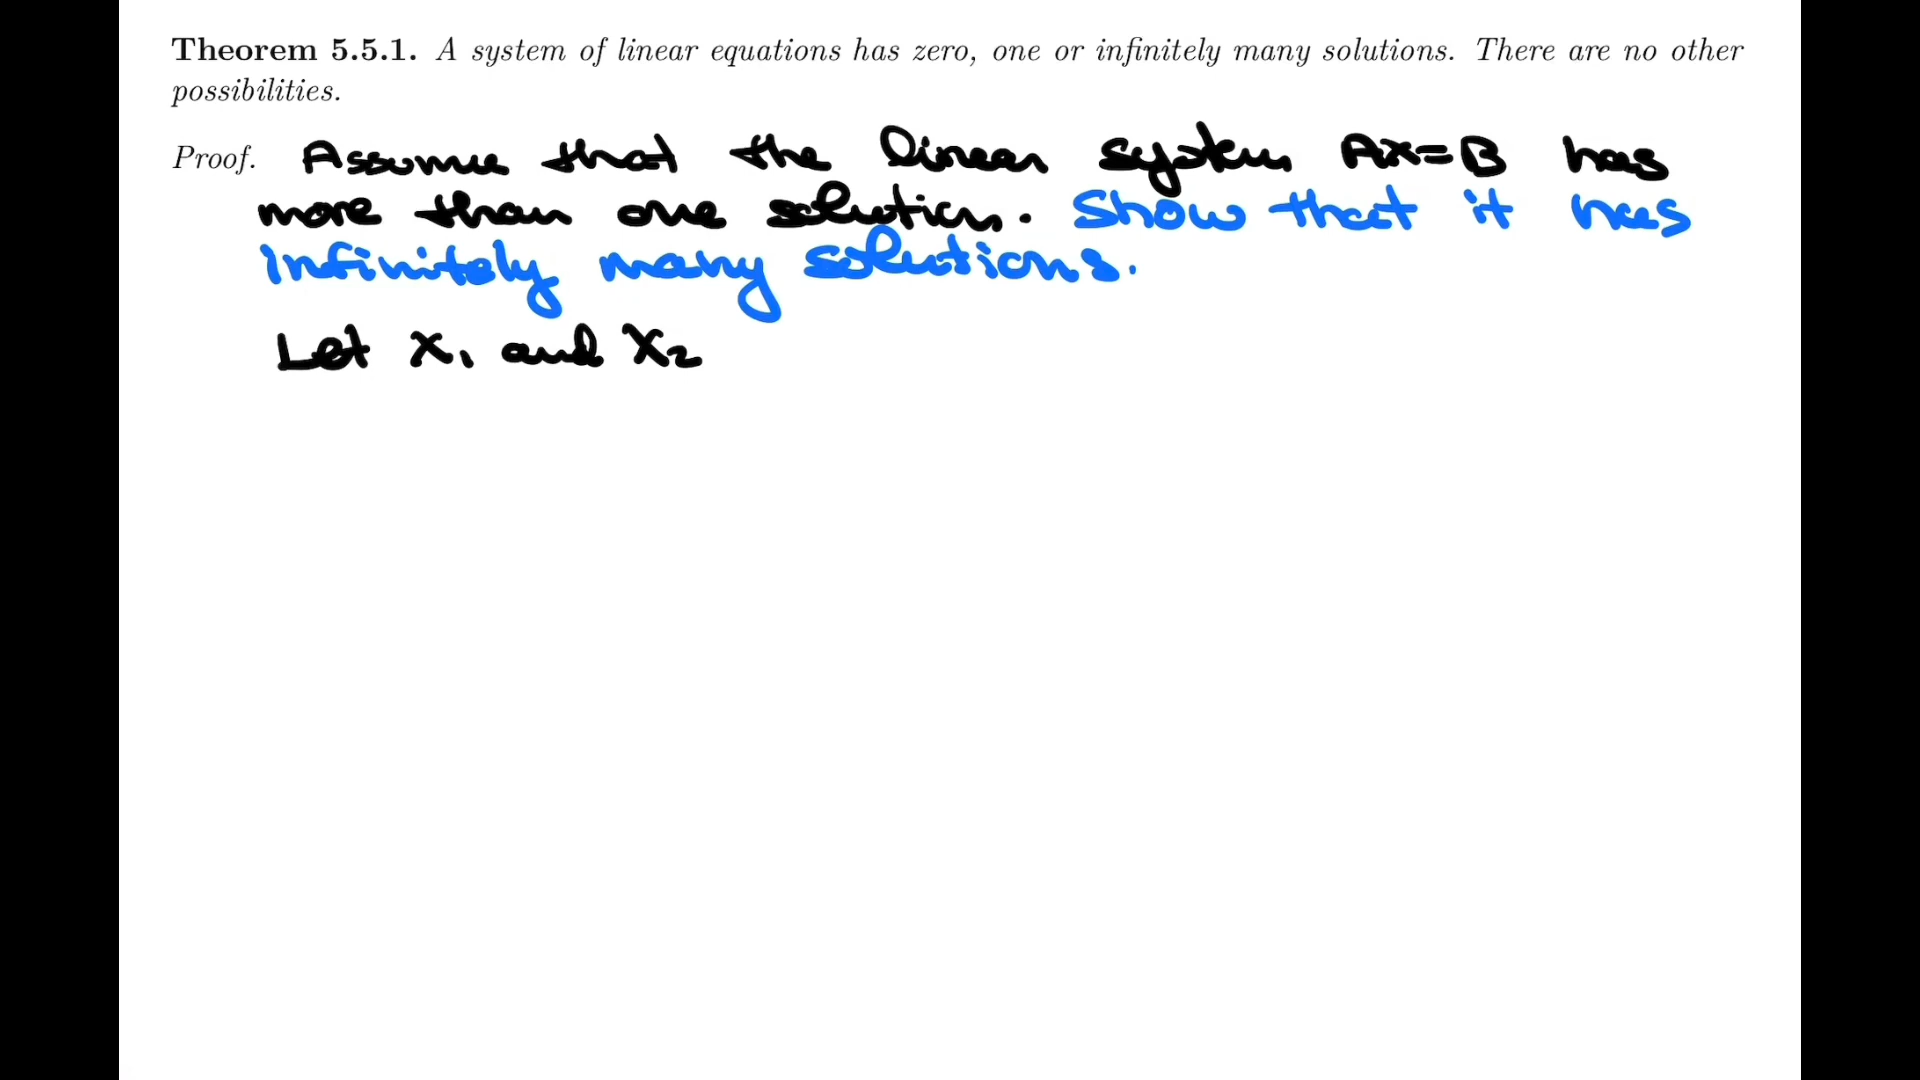 Theorem 5.5.1. A system of linear equations has zero, one or infinitely many solutions. There are no other
possibilities.
Proof. Assume that the linear system AX=B has
more than one solution. Show that it has
infinitely many solutions.
Let X₁ and X₂